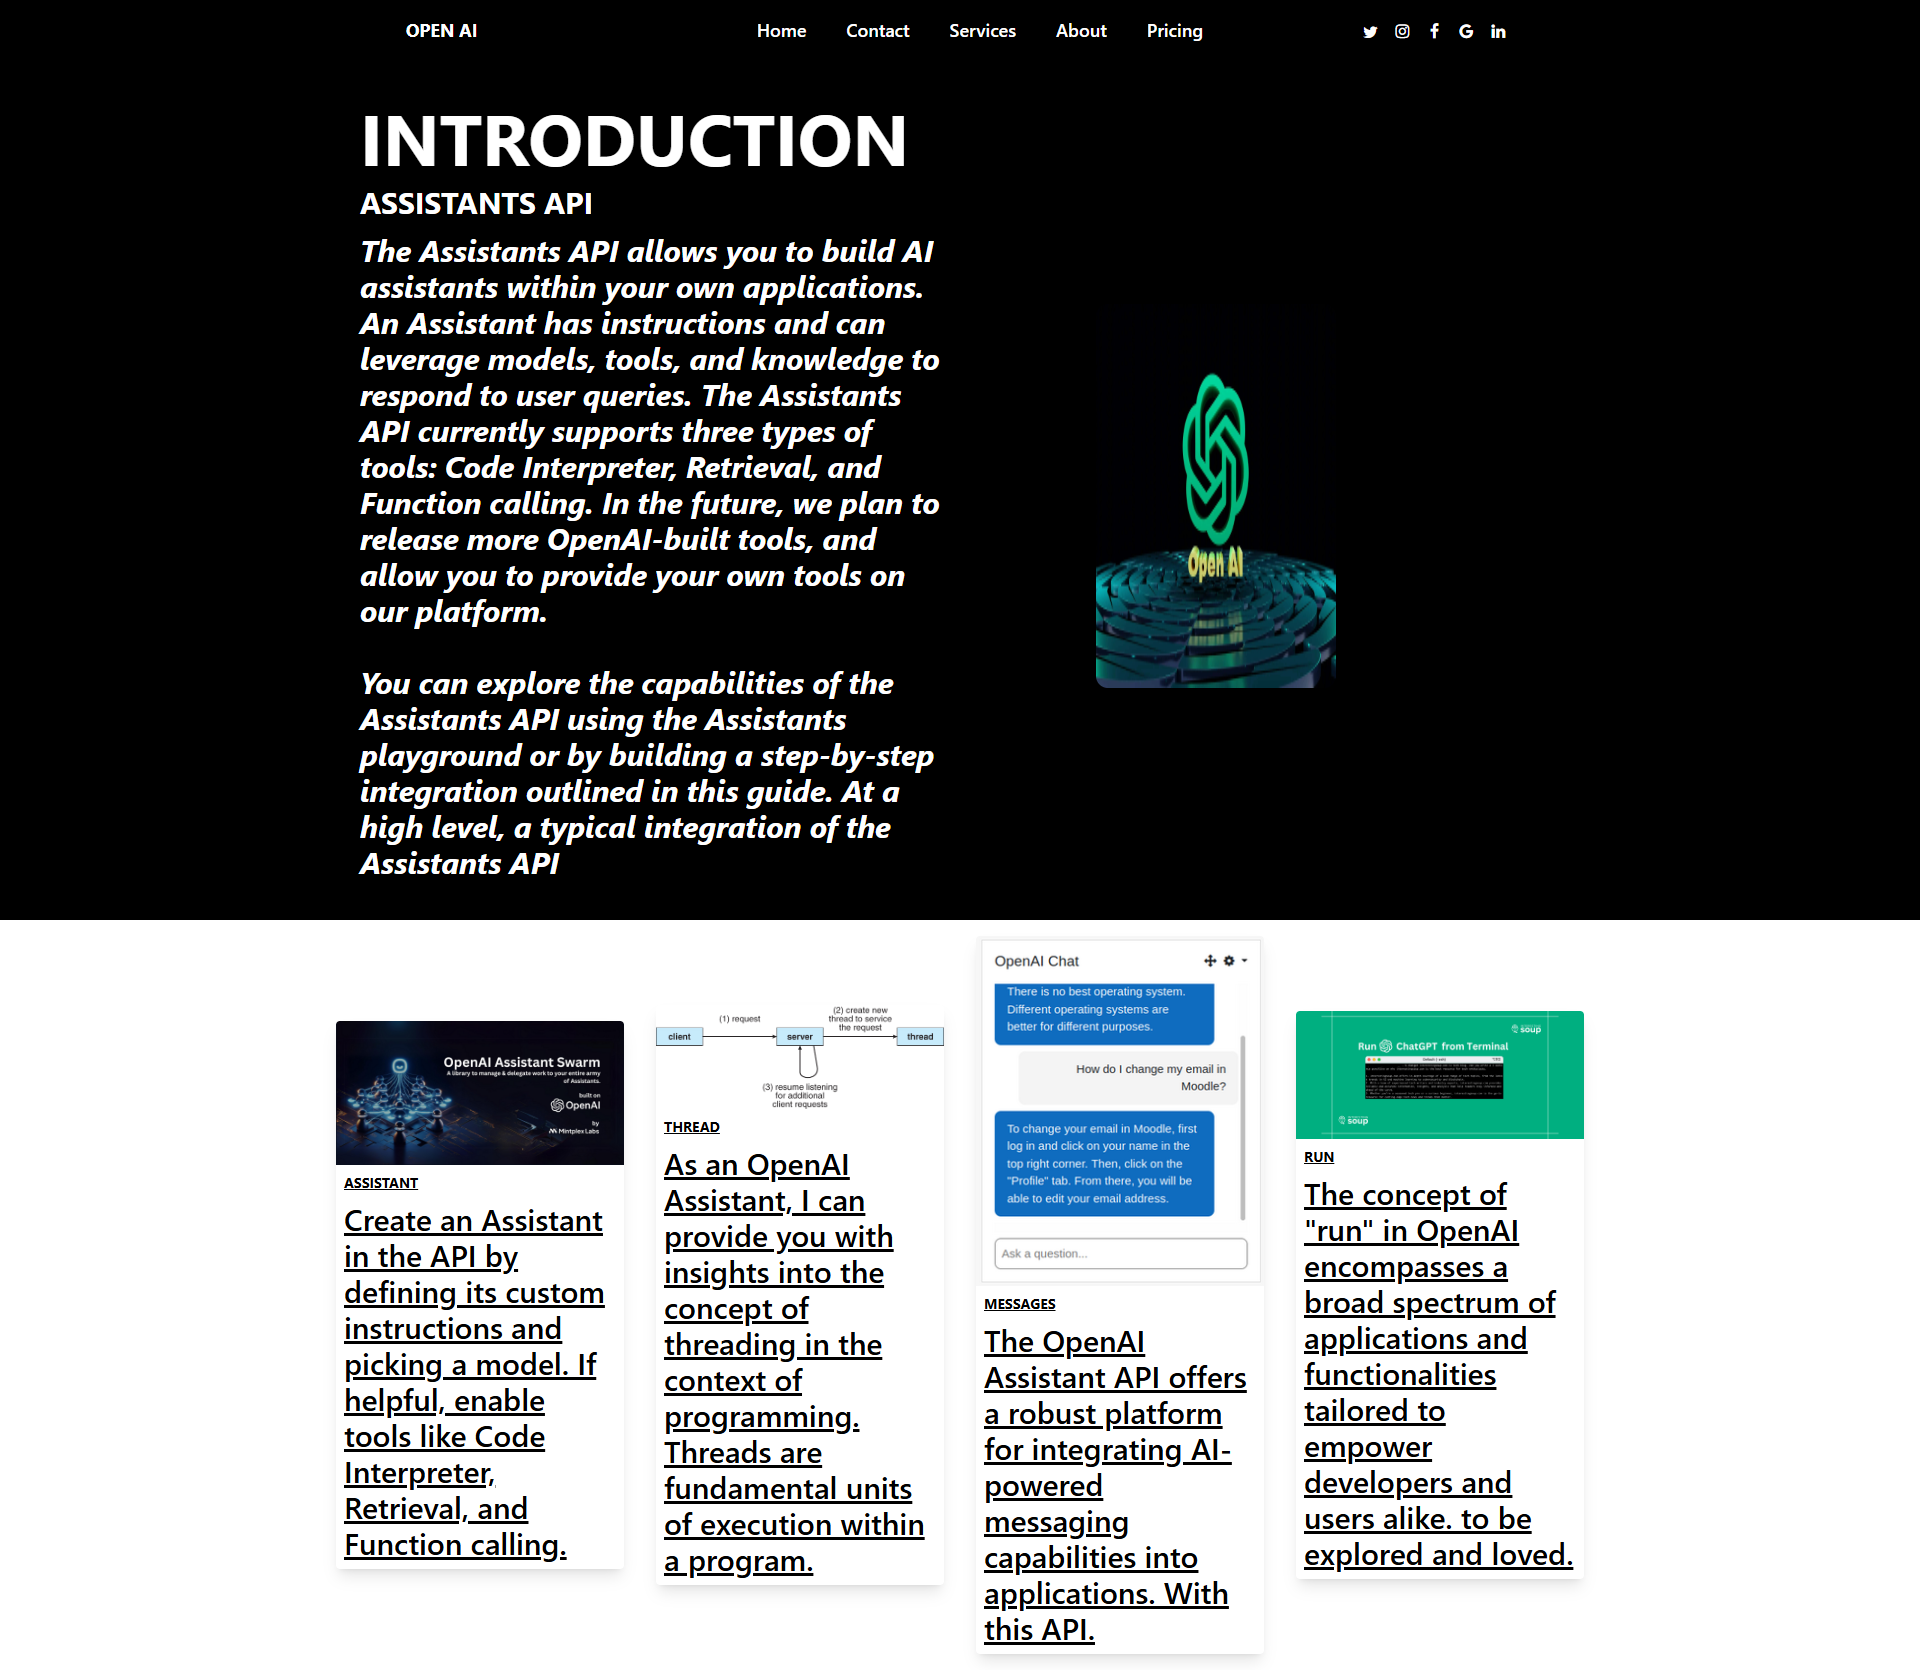 OPEN AI
Home
Contact
Services
About
Pricing
INTRODUCTION
ASSISTANTS API
The Assistants API allows you to build AI
assistants within your own applications.
An Assistant has instructions and can
leverage models, tools, and knowledge to
respond to user queries. The Assistants
API currently supports three types of
tools: Code Interpreter, Retrieval, and
Function calling. In the future, we plan to
release more OpenAI-built tools, and
allow you to provide your own tools on
our platform.
You can explore the capabilities of the
Assistants API using the Assistants
playground or by building a step-by-step
integration outlined in this guide. At a
high level, a typical integration of the
Assistants API
Open AI
OpenAI Assistant Swarm
A library to manage & delegate work to your entire army
of Assistants.
built on
OpenAI
by
Mintplex Labs
ASSISTANT
Create an Assistant
in the API by
defining its custom
instructions and
picking a model. If
helpful, enable
tools like Code
Interpreter,
Retrieval, and
Function calling.
(1) request
(2) create new
thread to service
the request
client
server
thread
(3) resume listening
for additional
client requests
THREAD
As an OpenAI
Assistant, I can
provide you with
insights into the
concept of
threading in the
context of
programming.
Threads are
fundamental units
of execution within
a program.
OpenAI Chat
There is no best operating system.
Different operating systems are
better for different purposes.
How do I change my email in
Moodle?
To change your email in Moodle, first
log in and click on your name in the
top right corner. Then, click on the
"Profile" tab. From there, you will be
able to edit your email address.
Ask a question...
MESSAGES
The OpenAI
Assistant API offers
a robust platform
for integrating AI-
powered
messaging
capabilities into
applications. With
this API.
soup
Run ChatGPT from Terminal
soup
RUN
The concept of
"run" in OpenAI
encompasses a
broad spectrum of
applications and
functionalities
tailored to
empower
developers and
users alike. to be
explored and loved.